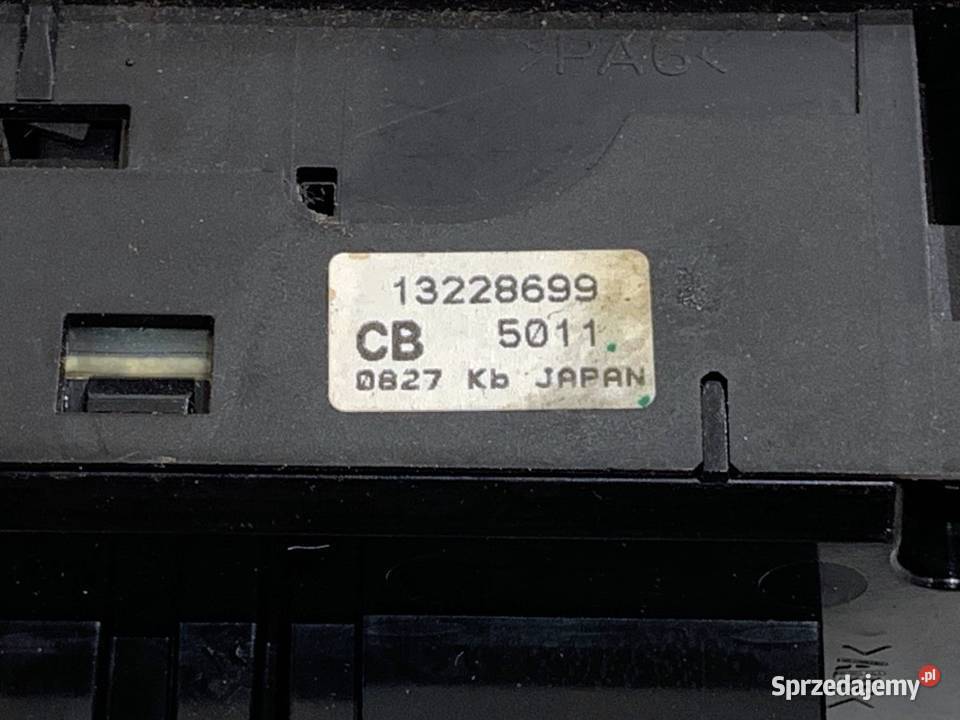 >PA6<
13228699
CB 5011.
0827 Kb JAPAN
Sprzedajemy.pl